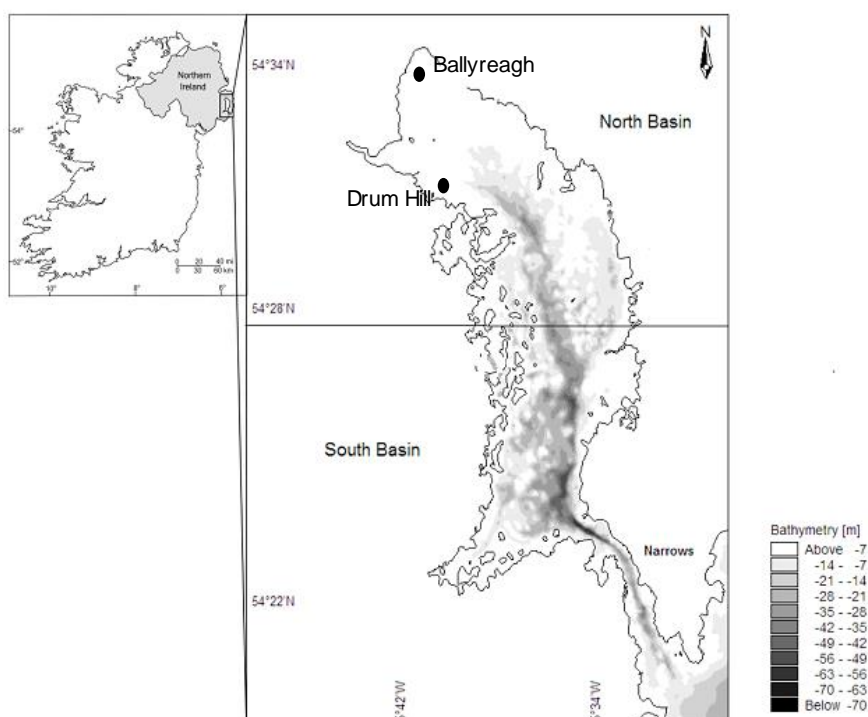 Northern
Ireland
54°
52°
20 40 mi
0 30 60 km
10°
8°
6°
54°34'N
Ballyreagh
N
North Basin
Drum Hill
54°28'N
South Basin
Narrows
54°22'N
5°42'W
5°34'W
Bathymetry [m]
Above -7
-14 - -7
-21 - -14
-28 - -21
-35 - -28
-42 - -35
-49 - -42
-56 - -49
-63 - -56
-70 - -63
Below -70